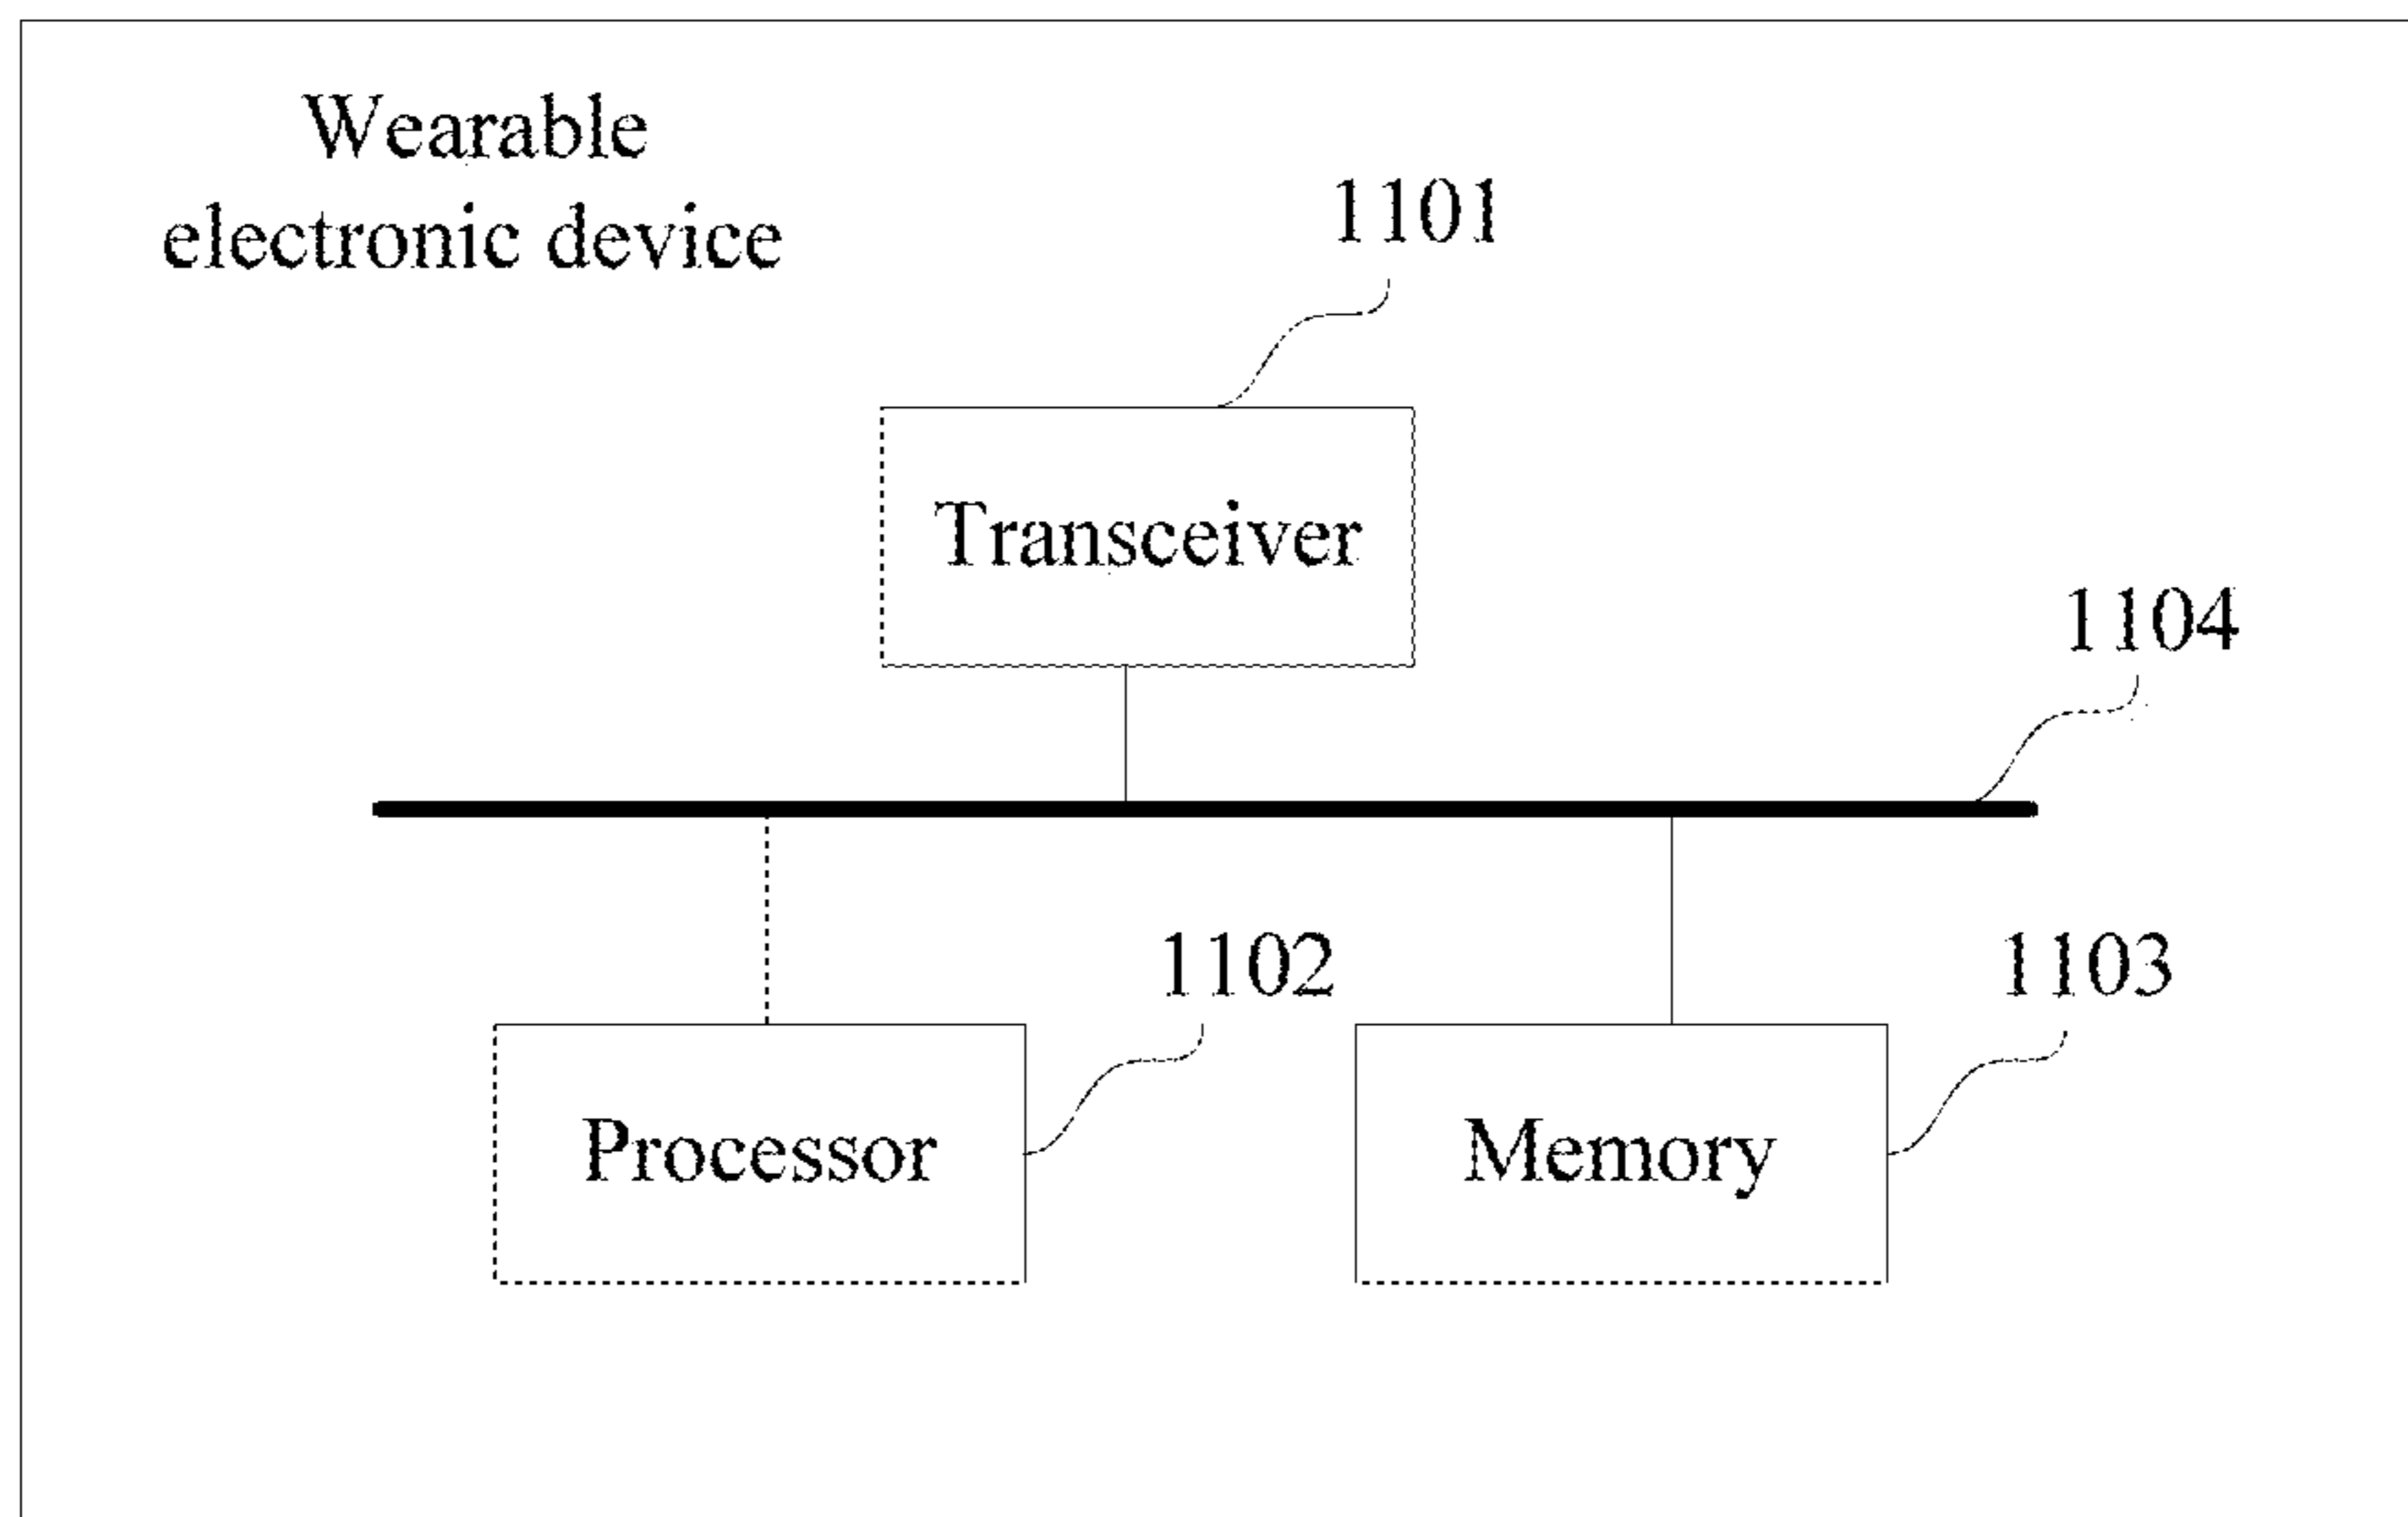 Wearable
electronic device
1101
Transceiver
1104
1102
1103
Processor
Memory